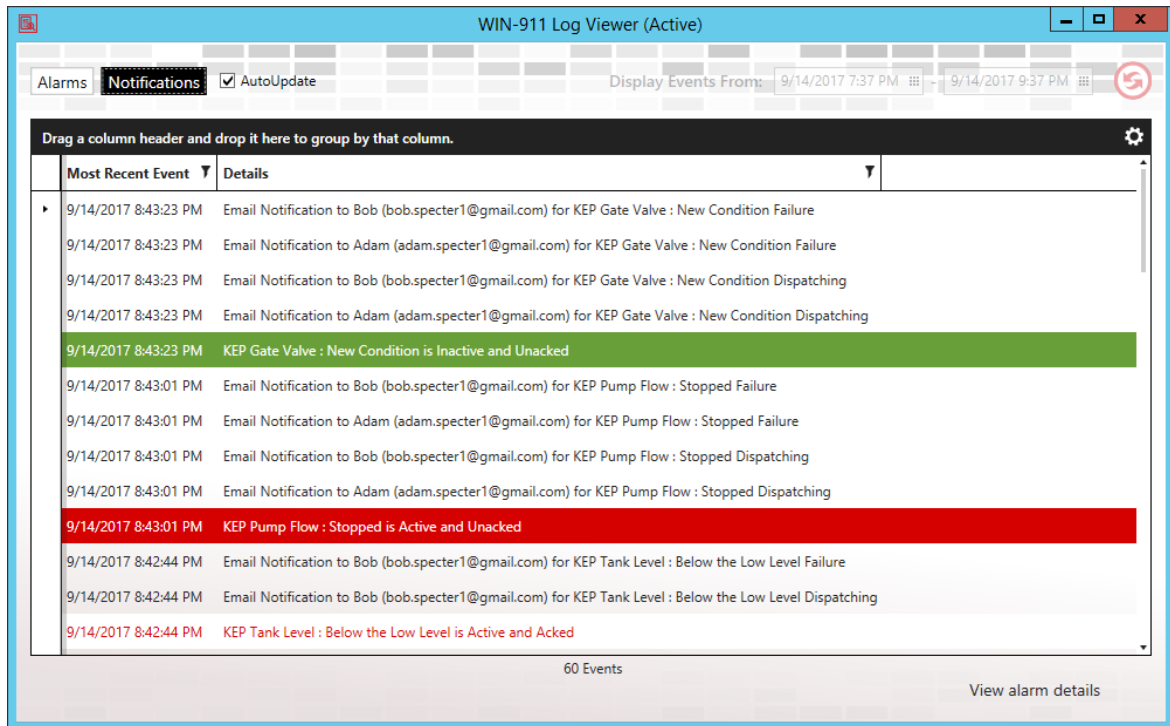 WIN-911 Log Viewer (Active)
Alarms Notifications AutoUpdate Display Events From: 9/14/2017 7:37 PM - 9/14/2017 9:37 PM
Drag a column header and drop it here to group by that column.
Most Recent Event Details
9/14/2017 8:43:23 PM Email Notification to Bob (bob.specter1@gmail.com) for KEP Gate Valve : New Condition Failure
9/14/2017 8:43:23 PM Email Notification to Adam (adam.specter1@gmail.com) for KEP Gate Valve : New Condition Failure
9/14/2017 8:43:23 PM Email Notification to Bob (bob.specter1@gmail.com) for KEP Gate Valve : New Condition Dispatching
9/14/2017 8:43:23 PM Email Notification to Adam (adam.specter1@gmail.com) for KEP Gate Valve : New Condition Dispatching
9/14/2017 8:43:23 PM KEP Gate Valve : New Condition is Inactive and Unacked
9/14/2017 8:43:01 PM Email Notification to Bob (bob.specter1@gmail.com) for KEP Pump Flow : Stopped Failure
9/14/2017 8:43:01 PM Email Notification to Adam (adam.specter1@gmail.com) for KEP Pump Flow : Stopped Failure
9/14/2017 8:43:01 PM Email Notification to Bob (bob.specter1@gmail.com) for KEP Pump Flow : Stopped Dispatching
9/14/2017 8:43:01 PM Email Notification to Adam (adam.specter1@gmail.com) for KEP Pump Flow : Stopped Dispatching
9/14/2017 8:43:01 PM KEP Pump Flow : Stopped is Active and Unacked
9/14/2017 8:42:44 PM Email Notification to Bob (bob.specter1@gmail.com) for KEP Tank Level : Below the Low Level Failure
9/14/2017 8:42:44 PM Email Notification to Bob (bob.specter1@gmail.com) for KEP Tank Level : Below the Low Level Dispatching
9/14/2017 8:42:44 PM KEP Tank Level : Below the Low Level is Active and Acked
60 Events
View alarm details